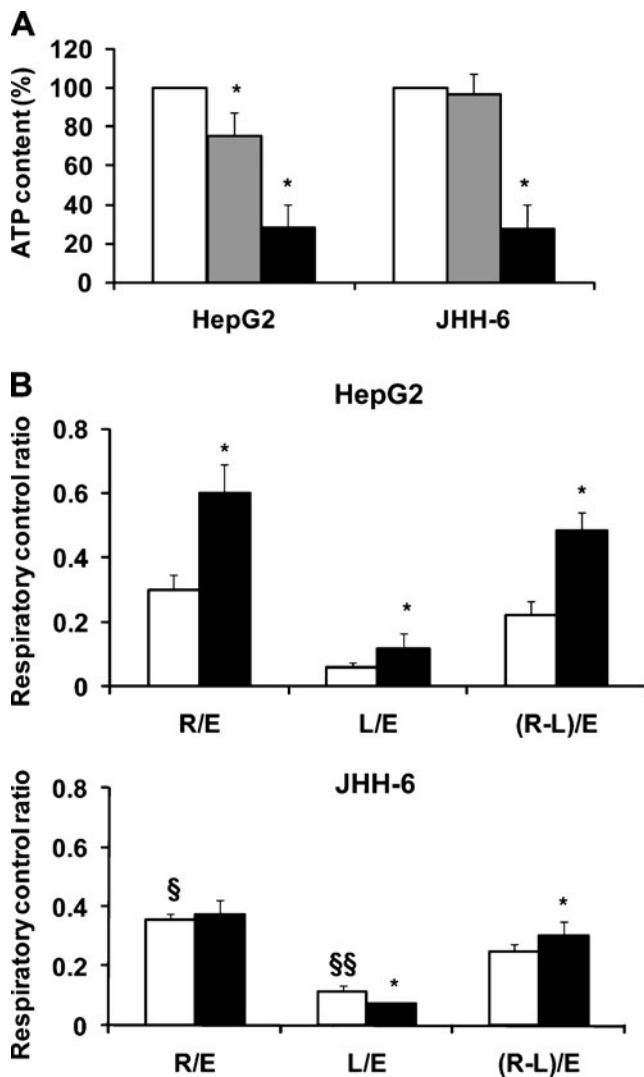 A
ATP content (%)
120
100
80
60
40
20
0
*
*
*
HepG2
JHH-6
B
HepG2
Respiratory control ratio
0.8
0.6
0.4
0.2
0
*
*
*
R/E
L/E
(R-L)/E
JHH-6
Respiratory control ratio
0.8
0.6
0.4
0.2
0
§
§§
*
*
R/E
L/E
(R-L)/E